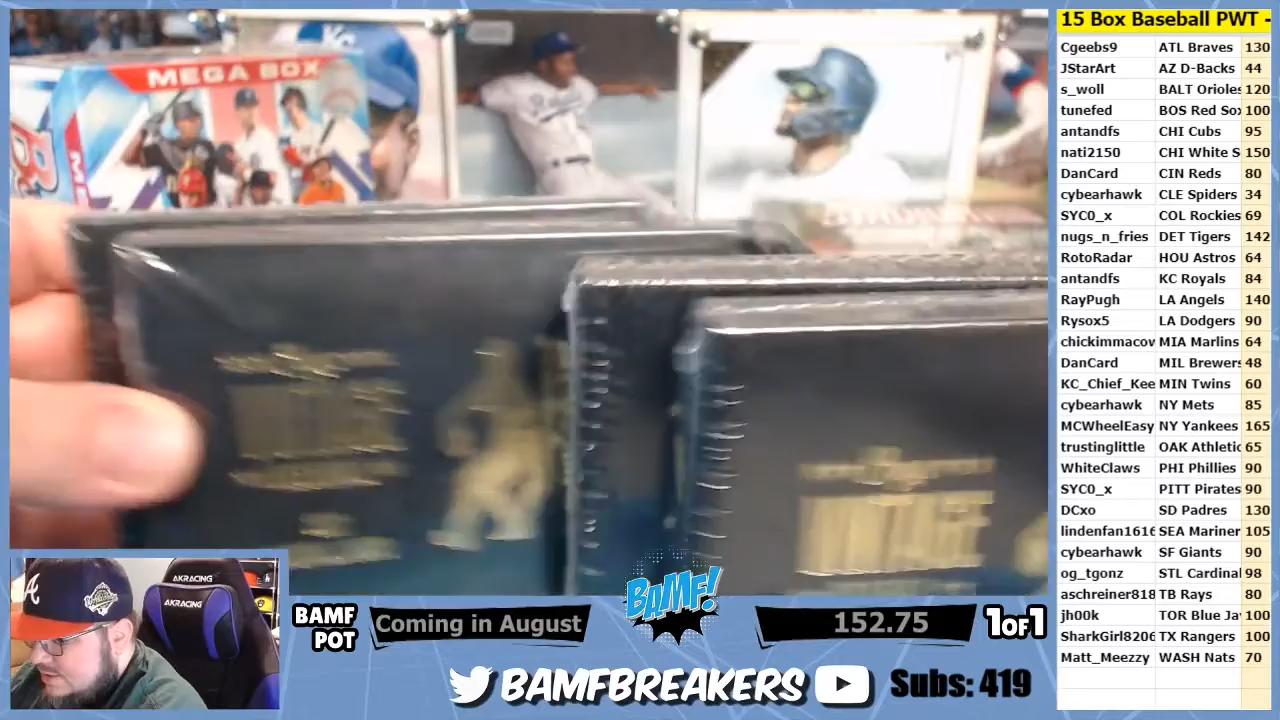 15 Box Baseball PWT -
Cgeebs9 ATL Braves 130
JStarArt AZ D-Backs 44
s_woll BALT Orioles 120
tunefed BOS Red Sox 100
antandfs CHI Cubs 95
nati2150 CHI White S 150
DanCard CIN Reds 80
cybearhawk CLE Spiders 34
SYC0_x COL Rockies 69
nugs_n_fries DET Tigers 142
RotoRadar HOU Astros 64
antandfs KC Royals 84
RayPugh LA Angels 140
Rysox5 LA Dodgers 90
chickimmacov MIA Marlins 64
DanCard MIL Brewers 48
KC_Chief_Kee MIN Twins 60
cybearhawk NY Mets 85
MCWheelEasy NY Yankees 165
trustinglittle OAK Athletic 65
WhiteClaws PHI Phillies 90
SYC0_x PITT Pirates 90
DCxo SD Padres 130
lindenfan1616 SEA Mariner 105
cybearhawk SF Giants 90
og_tgonz STL Cardinal 98
aschreiner818 TB Rays 80
jh00k TOR Blue Ja 100
SharkGirl8206 TX Rangers 100
Matt_Meezzy WASH Nats 70
MEGA BOX
KC
Dodgers
A
AKRACING
AKRACING
BAMF POT
Coming in August
BAMF!
152.75
1OF1
BAMFBREAKERS
Subs: 419